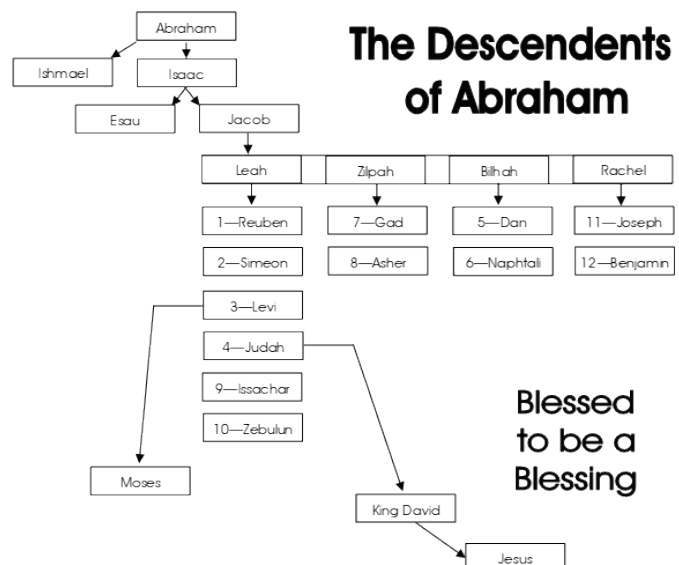 Abraham
The Descendents
of Abraham
Ishmael
Isaac
Esau
Jacob
Leah
Zilpah
Bilhah
Rachel
1—Reuben
7—Gad
5—Dan
11—Joseph
2—Simeon
8—Asher
6—Naphtali
12—Benjamin
3—Levi
4—Judah
9—Issachar
10—Zebulun
Blessed
to be a
Blessing
Moses
King David
Jesus